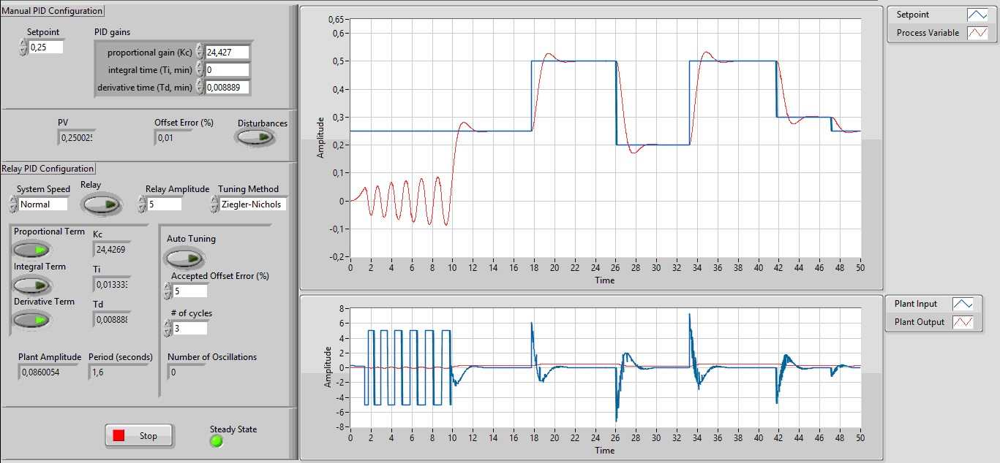 Manual PID Configuration
Setpoint
0,25
PID gains
proportional gain (Kc) 24,427
integral time (Ti, min) 0
derivative time (Td, min) 0,008889
PV
0,250025
Offset Error (%)
0,01
Disturbances
Relay PID Configuration
System Speed
Normal
Relay
Relay Amplitude
5
Tuning Method
Ziegler-Nichols
Proportional Term
Kc
24,4269
Integral Term
Ti
0,013333
Derivative Term
Td
0,008888
Auto Tuning
Accepted Offset Error (%)
5
# of cycles
3
Plant Amplitude
0,0860054
Period (seconds)
1,6
Number of Oscillations
0
Stop
Steady State
0,65
0,6
0,5
0,4
0,3
0,2
0,1
0
-0,1
-0,2
Amplitude
0 2 4 6 8 10 12 14 16 18 20 22 24 26 28 30 32 34 36 38 40 42 44 46 48 50
Time
Setpoint
Process Variable
8
6
4
2
0
-2
-4
-6
-8
Amplitude
0 2 4 6 8 10 12 14 16 18 20 22 24 26 28 30 32 34 36 38 40 42 44 46 48 50
Time
Plant Input
Plant Output